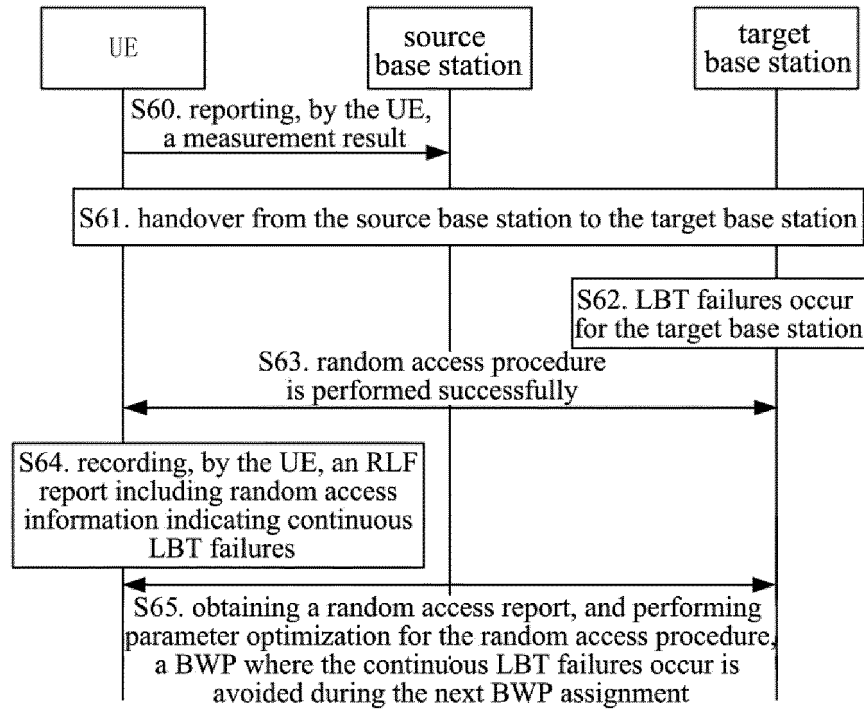 UE
source
base station
target
base station
S60. reporting, by the UE,
a measurement result
S61. handover from the source base station to the target base station
S62. LBT failures occur
for the target base station
S63. random access procedure
is performed successfully
S64. recording, by the UE, an RLF
report including random access
information indicating continuous
LBT failures
S65. obtaining a random access report, and performing
parameter optimization for the random access procedure,
a BWP where the continuous LBT failures occur is
avoided during the next BWP assignment